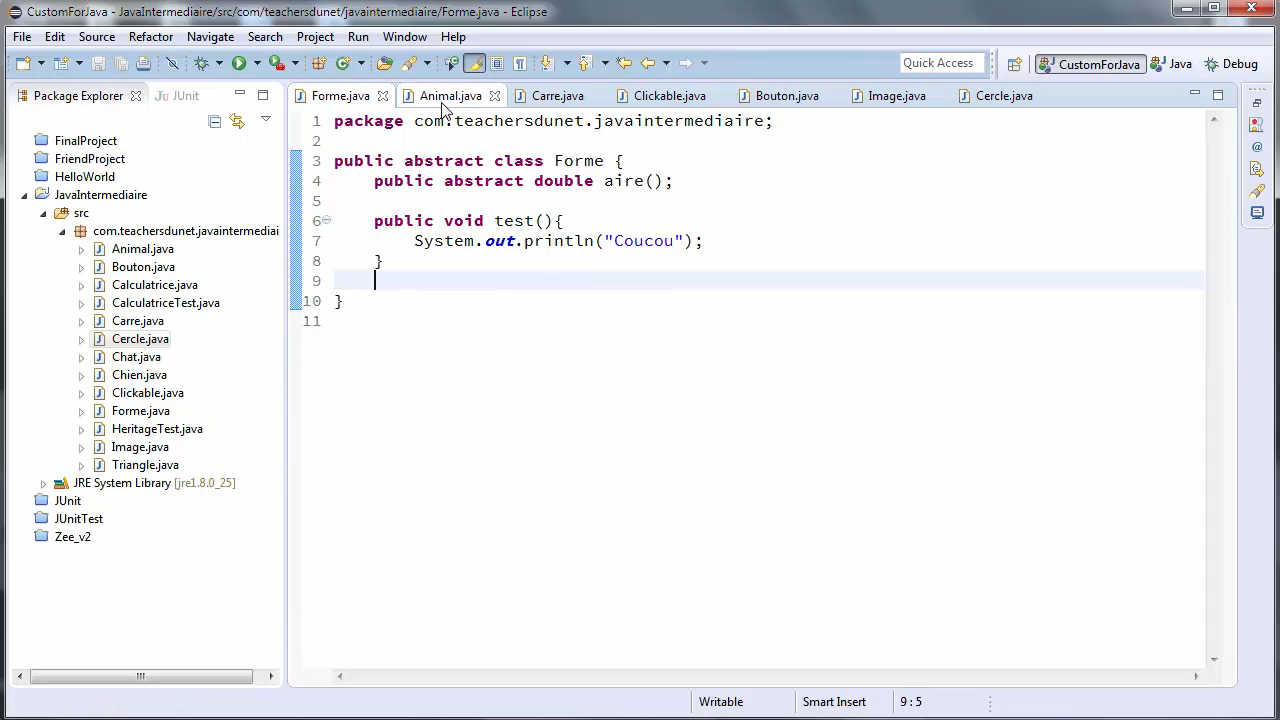 CustomForJava - JavaIntermediaire/src/com/teachersdunet/javaintermediaire/Forme.java - Eclipse
File Edit Source Refactor Navigate Search Project Run Window Help
Quick Access CustomForJava Java Debug
Package Explorer JUnit
Forme.java Animal.java Carre.java Clickable.java Bouton.java Image.java Cercle.java
FinalProject
FriendProject
HelloWorld
JavaIntermediaire
src
com.teachersdunet.javaintermediai
Animal.java
Bouton.java
Calculatrice.java
CalculatriceTest.java
Carre.java
Cercle.java
Chat.java
Chien.java
Clickable.java
Forme.java
HeritageTest.java
Image.java
Triangle.java
JRE System Library [jre1.8.0_25]
JUnit
JUnitTest
Zee_v2
1 package com.teachersdunet.javaintermediaire;
2
3 public abstract class Forme {
4 public abstract double aire();
5
6 public void test(){
7 System.out.println("Coucou");
8 }
9
10 }
11
Writable Smart Insert 9 : 5